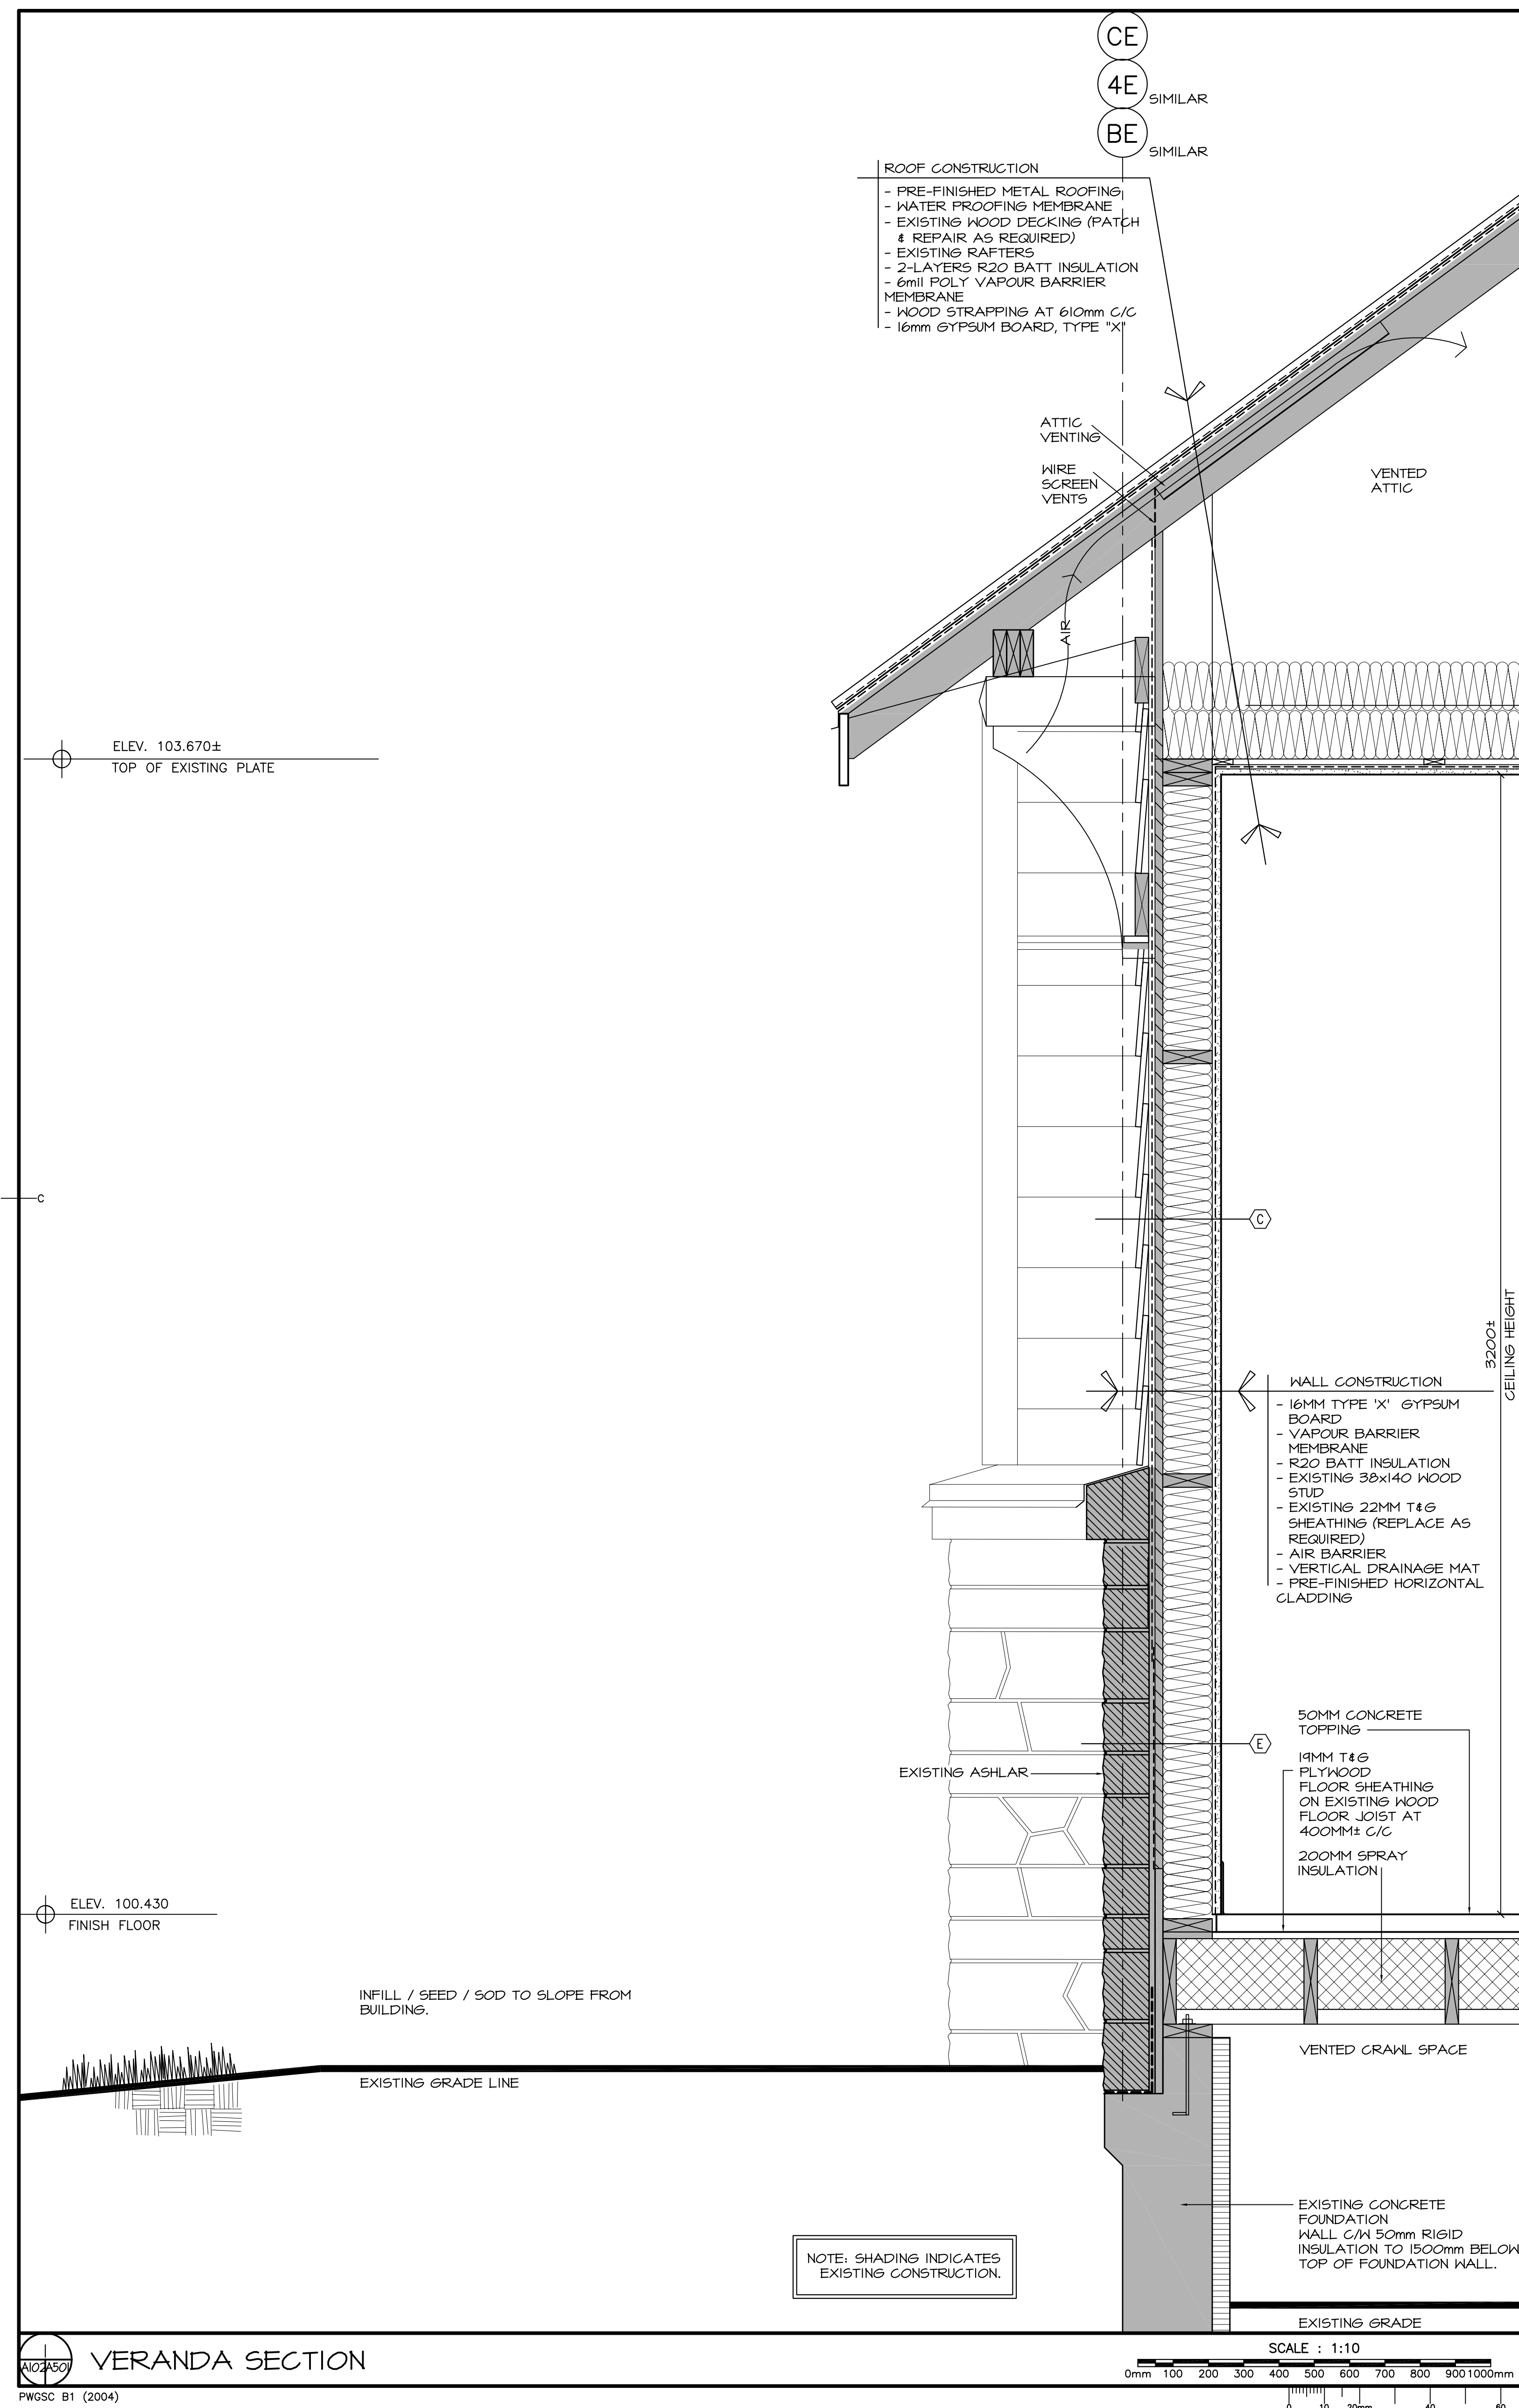 CE
4E
SIMILAR
BE
SIMILAR
ROOF CONSTRUCTION
- PRE-FINISHED METAL ROOFING
- WATER PROOFING MEMBRANE
- EXISTING WOOD DECKING (PATCH
& REPAIR AS REQUIRED)
- EXISTING RAFTERS
- 2-LAYERS R20 BATT INSULATION
- 6mil POLY VAPOUR BARRIER
MEMBRANE
- WOOD STRAPPING AT 610mm C/C
- 16mm GYPSUM BOARD, TYPE "X"
ATTIC
VENTING
WIRE
SCREEN
VENTS
VENTED
ATTIC
AIR
ELEV. 103.670±
TOP OF EXISTING PLATE
C
C
3200±
CEILING HEIGHT
WALL CONSTRUCTION
- 16MM TYPE 'X' GYPSUM
BOARD
- VAPOUR BARRIER
MEMBRANE
- R20 BATT INSULATION
- EXISTING 38x140 WOOD
STUD
- EXISTING 22MM T&G
SHEATHING (REPLACE AS
REQUIRED)
- AIR BARRIER
- VERTICAL DRAINAGE MAT
- PRE-FINISHED HORIZONTAL
CLADDING
50MM CONCRETE
TOPPING
E
EXISTING ASHLAR
19MM T&G
PLYWOOD
FLOOR SHEATHING
ON EXISTING WOOD
FLOOR JOIST AT
400MM± C/C
200MM SPRAY
INSULATION
ELEV. 100.430
FINISH FLOOR
INFILL / SEED / SOD TO SLOPE FROM
BUILDING.
VENTED CRAWL SPACE
EXISTING GRADE LINE
EXISTING CONCRETE
FOUNDATION
WALL C/W 50mm RIGID
INSULATION TO 1500mm BELOW
TOP OF FOUNDATION WALL.
NOTE: SHADING INDICATES
EXISTING CONSTRUCTION.
EXISTING GRADE
A102 A501
VERANDA SECTION
SCALE : 1:10
0mm 100 200 300 400 500 600 700 800 900 1000mm
PWGSC B1 (2004)
0 10 20mm 40 60